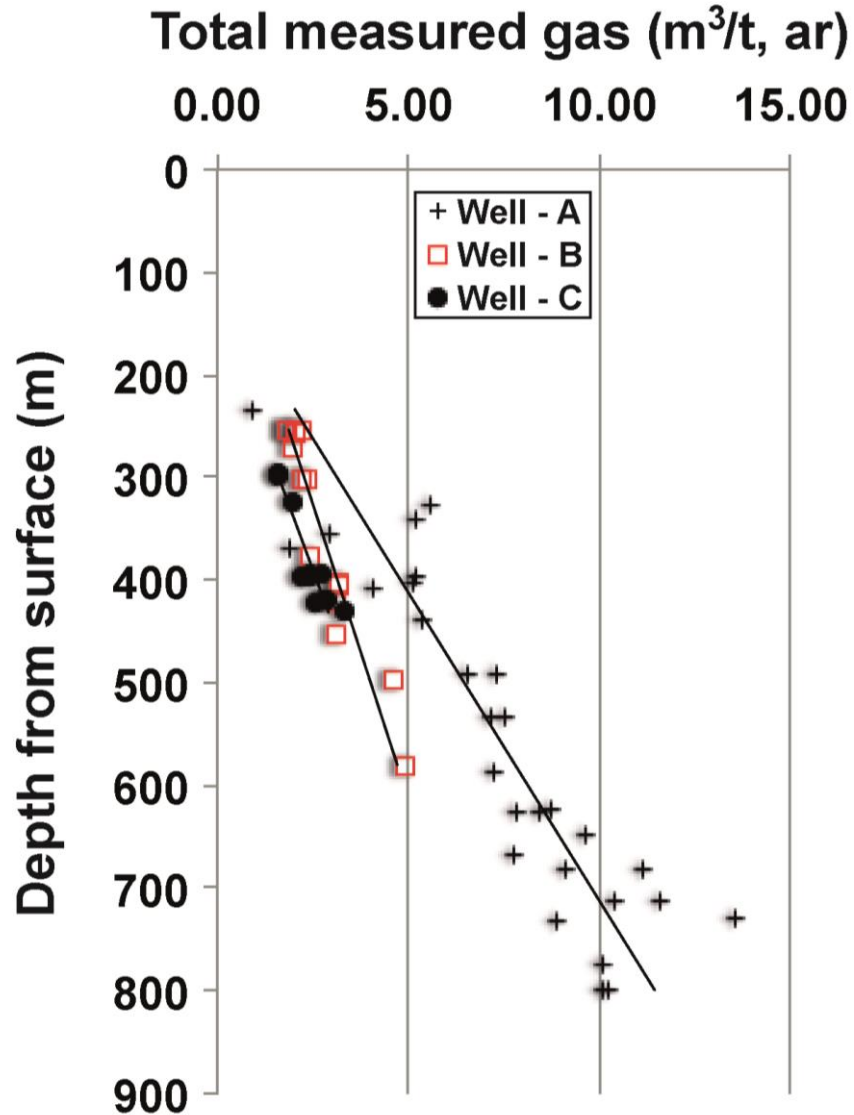 Total measured gas (m³/t, ar)
0.00 5.00 10.00 15.00
0
+ Well - A
Well - B
Well - C
100
200
300
400
500
600
700
800
900
Depth from surface (m)